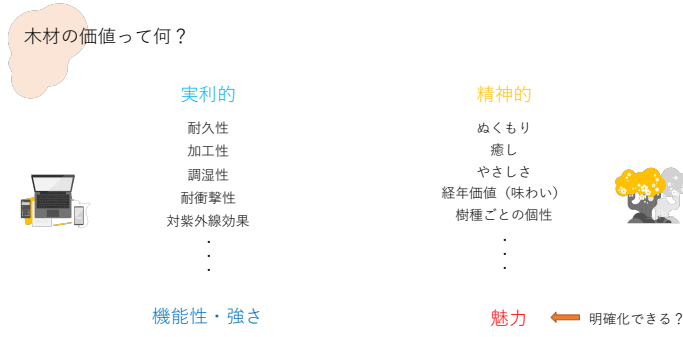 木材の価値って何？
実利的
耐久性
加工性
調湿性
耐衝撃性
対紫外線効果
・
・
・
機能性・強さ
精神的
ぬくもり
癒し
やさしさ
経年価値（味わい）
樹種ごとの個性
・
・
・
魅力
明確化できる？